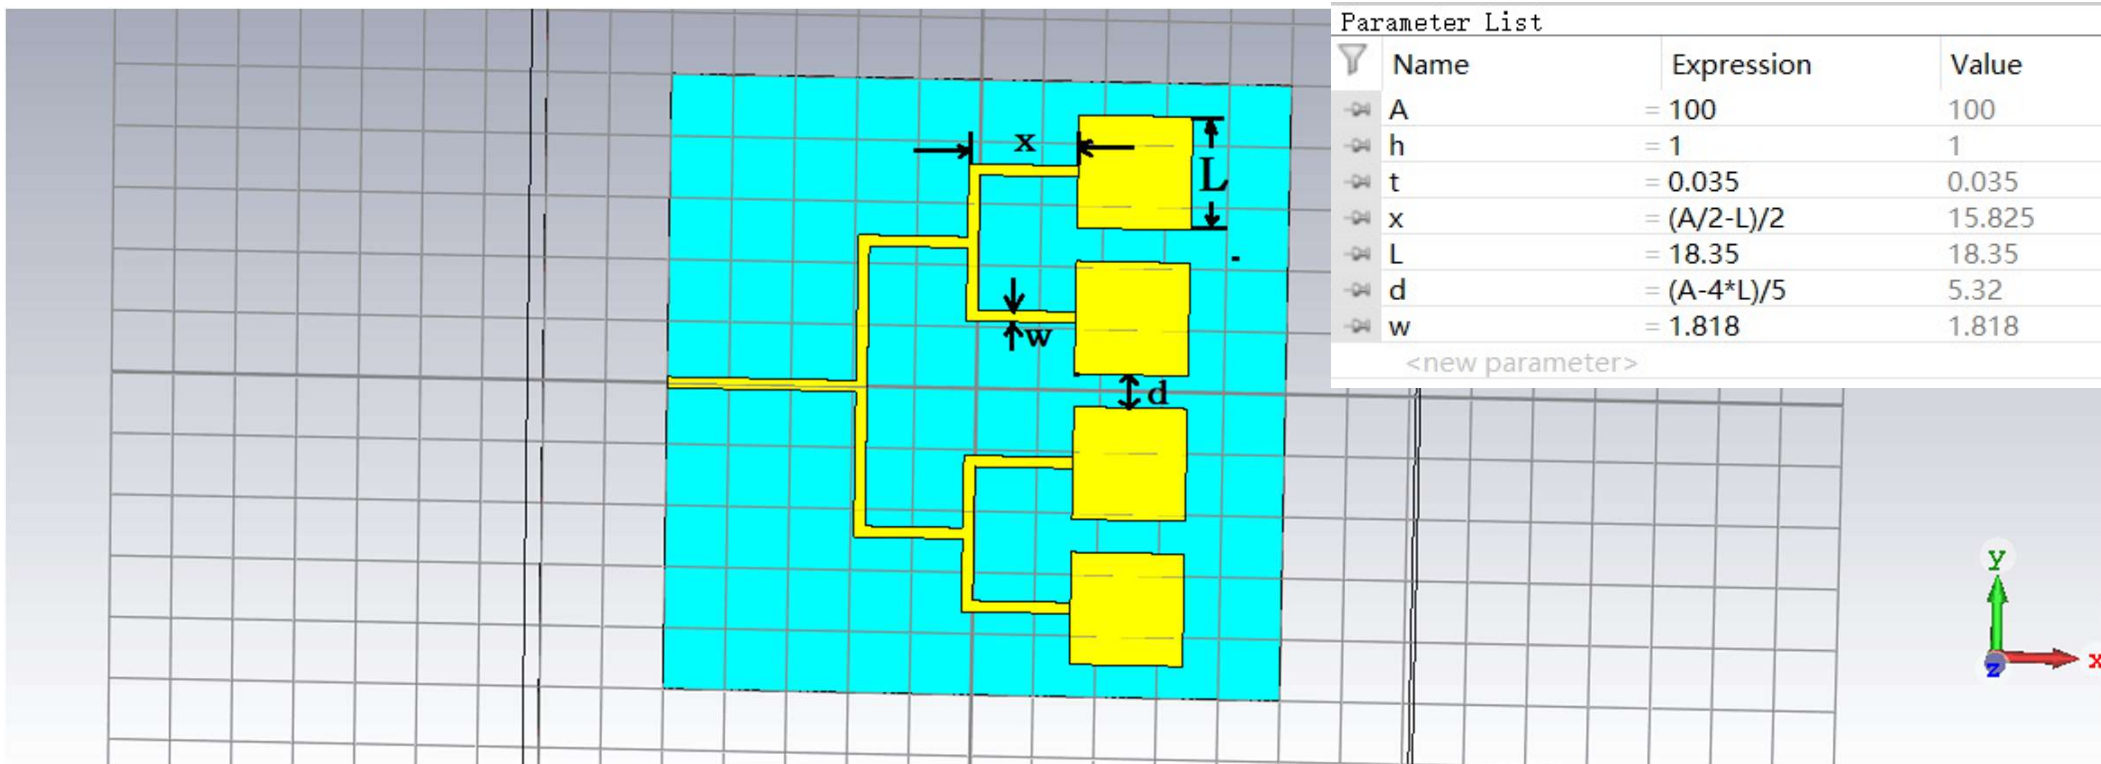 Parameter List
Name Expression Value
A = 100 100
h = 1 1
t = 0.035 0.035
x = (A/2-L)/2 15.825
L = 18.35 18.35
d = (A-4*L)/5 5.32
w = 1.818 1.818
<new parameter>
x
L
w
d
y
x
z